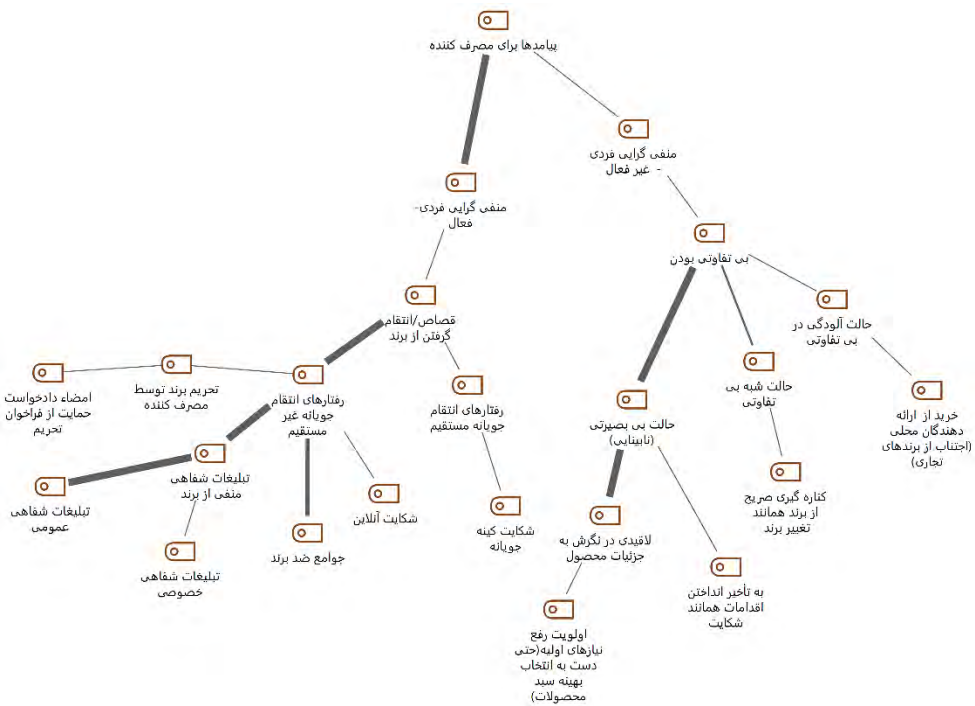 پیامدها برای مصرف کننده
منفی گرایی فردی
- غیر فعال
منفی گرایی فردی-
فعال
بی تفاوتی بودن
قصاص/انتقام
گرفتن از برند
حالت آلودگی در
بی تفاوتی
امضاء دادخواست
حمایت از فراخوان
تحریم
تحریم برند توسط
مصرف کننده
رفتارهای انتقام
جویانه غیر
مستقیم
رفتارهای انتقام
جویانه مستقیم
حالت بی بصیرتی
(نابینایی)
حالت شبه بی
تفاوتی
خرید از ارائه
دهندگان محلی
(اجتناب از برندهای
تجاری)
تبلیغات شفاهی
عمومی
تبلیغات شفاهی
منفی از برند
شکایت آنلاین
شکایت کینه
جویانه
لاقیدی در نگرش به
جزئیات محصول
کناره گیری صریح
از برند همانند
تغییر برند
تبلیغات شفاهی
خصوصی
جوامع ضد برند
اولویت رفع
نیازهای اولیه(حتی
دست به انتخاب
بهینه سبد
محصولات)
به تأخیر انداختن
اقدامات همانند
شکایت